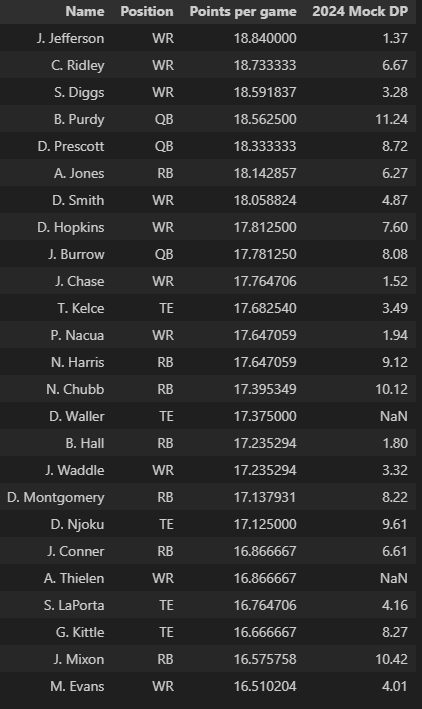 Name Position Points per game 2024 Mock DP
J. Jefferson WR 18.840000 1.37
C. Ridley WR 18.733333 6.67
S. Diggs WR 18.591837 3.28
B. Purdy QB 18.562500 11.24
D. Prescott QB 18.333333 8.72
A. Jones RB 18.142857 6.27
D. Smith WR 18.058824 4.87
D. Hopkins WR 17.812500 7.60
J. Burrow QB 17.781250 8.08
J. Chase WR 17.764706 1.52
T. Kelce TE 17.682540 3.49
P. Nacua WR 17.647059 1.94
N. Harris RB 17.647059 9.12
N. Chubb RB 17.395349 10.12
D. Waller TE 17.375000 NaN
B. Hall RB 17.235294 1.80
J. Waddle WR 17.235294 3.32
D. Montgomery RB 17.137931 8.22
D. Njoku TE 17.125000 9.61
J. Conner RB 16.866667 6.61
A. Thielen WR 16.866667 NaN
S. LaPorta TE 16.764706 4.16
G. Kittle TE 16.666667 8.27
J. Mixon RB 16.575758 10.42
M. Evans WR 16.510204 4.01